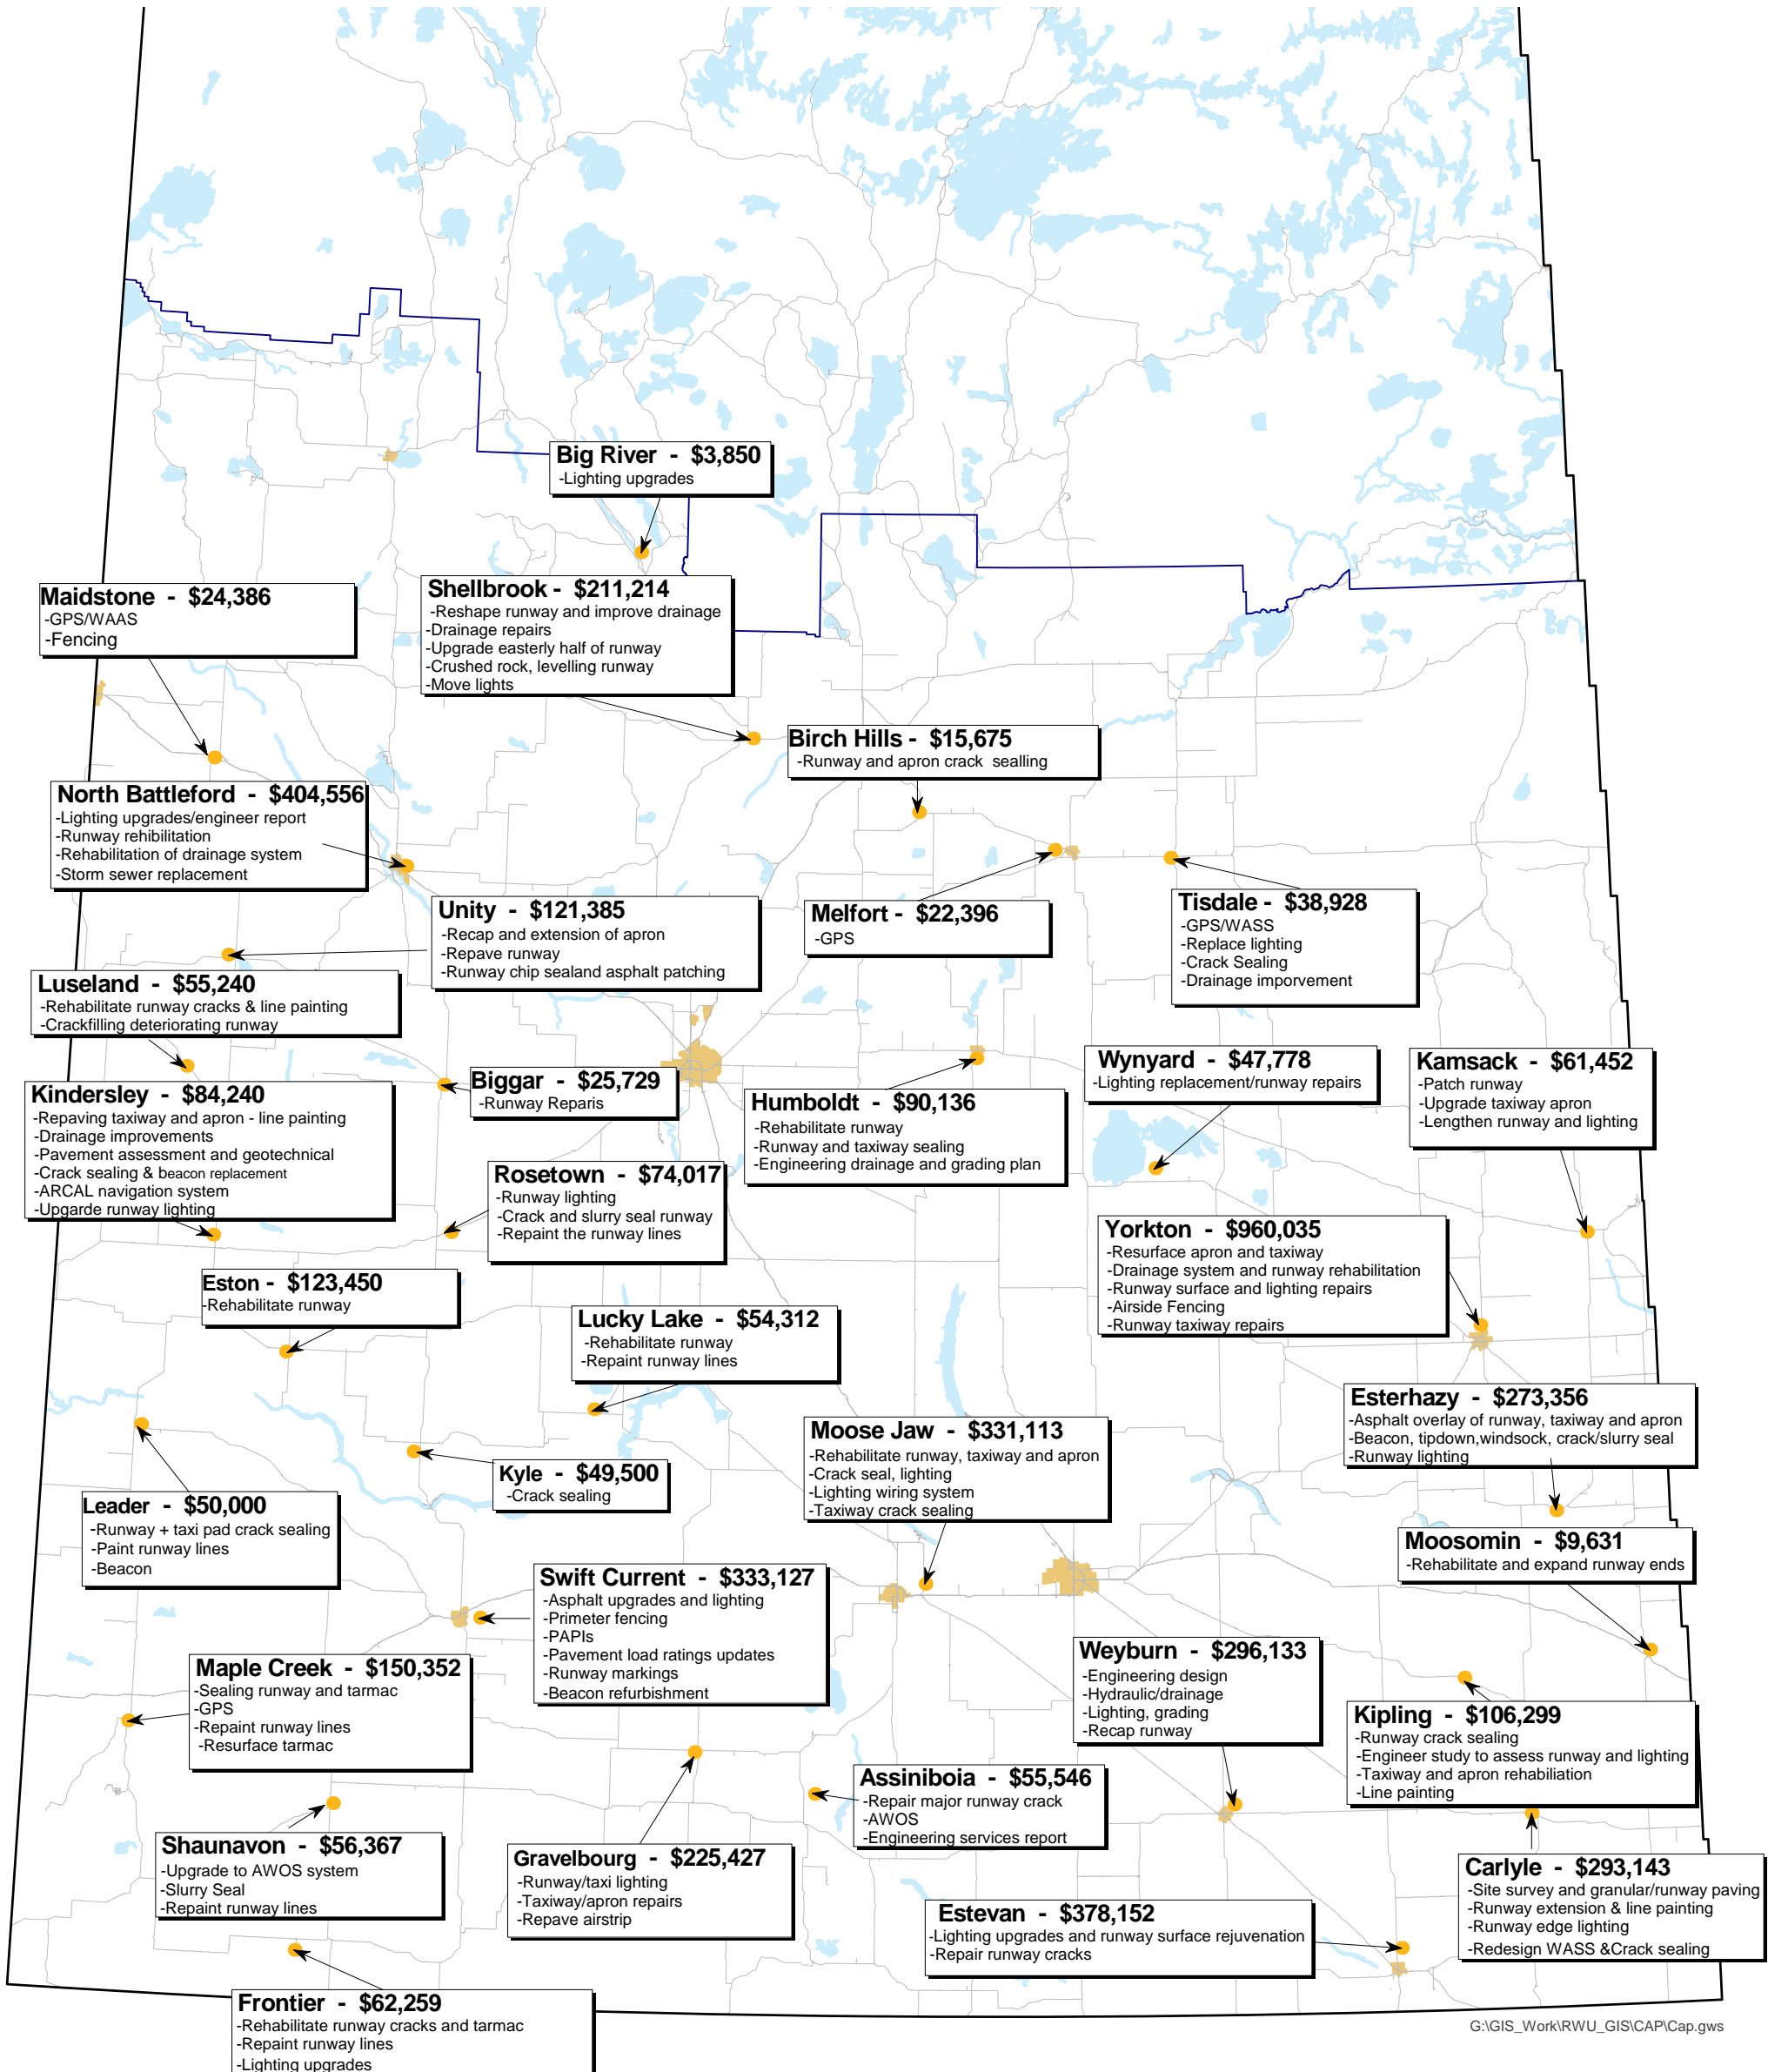 Big River - $3,850
-Lighting upgrades
Maidstone - $24,386
-GPS/WAAS
-Fencing
Shellbrook - $211,214
-Reshape runway and improve drainage
-Drainage repairs
-Upgrade easterly half of runway
-Crushed rock, levelling runway
-Move lights
Birch Hills - $15,675
-Runway and apron crack sealling
North Battleford - $404,556
-Lighting upgrades/engineer report
-Runway rehibilitation
-Rehabilitation of drainage system
-Storm sewer replacement
Unity - $121,385
-Recap and extension of apron
-Repave runway
-Runway chip sealand asphalt patching
Melfort - $22,396
-GPS
Tisdale - $38,928
-GPS/WASS
-Replace lighting
-Crack Sealing
-Drainage imporvement
Luseland - $55,240
-Rehabilitate runway cracks & line painting
-Crackfilling deteriorating runway
Kindersley - $84,240
-Repaving taxiway and apron - line painting
-Drainage improvements
-Pavement assessment and geotechnical
-Crack sealing & beacon replacement
-ARCAL navigation system
-Upgarde runway lighting
Biggar - $25,729
-Runway Reparis
Humboldt - $90,136
-Rehabilitate runway
-Runway and taxiway sealing
-Engineering drainage and grading plan
Wynyard - $47,778
-Lighting replacement/runway repairs
Kamsack - $61,452
-Patch runway
-Upgrade taxiway apron
-Lengthen runway and lighting
Rosetown - $74,017
-Runway lighting
-Crack and slurry seal runway
-Repaint the runway lines
Yorkton - $960,035
-Resurface apron and taxiway
-Drainage system and runway rehabilitation
-Runway surface and lighting repairs
-Airside Fencing
-Runway taxiway repairs
Eston - $123,450
-Rehabilitate runway
Lucky Lake - $54,312
-Rehabilitate runway
-Repaint runway lines
Esterhazy - $273,356
-Asphalt overlay of runway, taxiway and apron
-Beacon, tipdown,windsock, crack/slurry seal
-Runway lighting
Moose Jaw - $331,113
-Rehabilitate runway, taxiway and apron
-Crack seal, lighting
-Lighting wiring system
-Taxiway crack sealing
Kyle - $49,500
-Crack sealing
Leader - $50,000
-Runway + taxi pad crack sealing
-Paint runway lines
-Beacon
Moosomin - $9,631
-Rehabilitate and expand runway ends
Swift Current - $333,127
-Asphalt upgrades and lighting
-Primeter fencing
-PAPIs
-Pavement load ratings updates
-Runway markings
-Beacon refurbishment
Weyburn - $296,133
-Engineering design
-Hydraulic/drainage
-Lighting, grading
-Recap runway
Maple Creek - $150,352
-Sealing runway and tarmac
-GPS
-Repaint runway lines
-Resurface tarmac
Kipling - $106,299
-Runway crack sealing
-Engineer study to assess runway and lighting
-Taxiway and apron rehabiliation
-Line painting
Assiniboia - $55,546
-Repair major runway crack
-AWOS
-Engineering services report
Shaunavon - $56,367
-Upgrade to AWOS system
-Slurry Seal
-Repaint runway lines
Gravelbourg - $225,427
-Runway/taxi lighting
-Taxiway/apron repairs
-Repave airstrip
Carlyle - $293,143
-Site survey and granular/runway paving
-Runway extension & line painting
-Runway edge lighting
-Redesign WASS &Crack sealing
Estevan - $378,152
-Lighting upgrades and runway surface rejuvenation
-Repair runway cracks
Frontier - $62,259
-Rehabilitate runway cracks and tarmac
-Repaint runway lines
-Lighting upgrades
G:\GIS_Work\RWU_GIS\CAP\Cap.gws